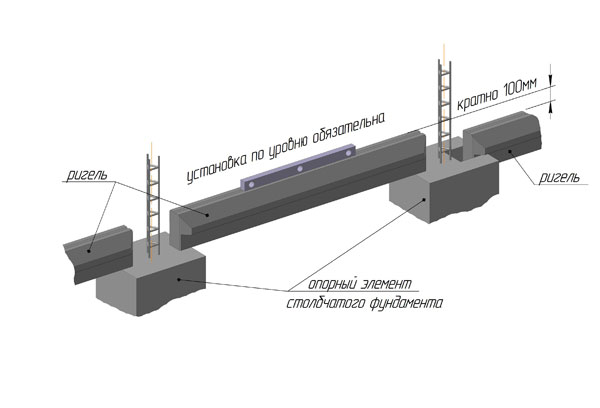 установка по уровню обязательна
кратно 100мм
ригель
ригель
опорный элемент
столбчатого фундамента